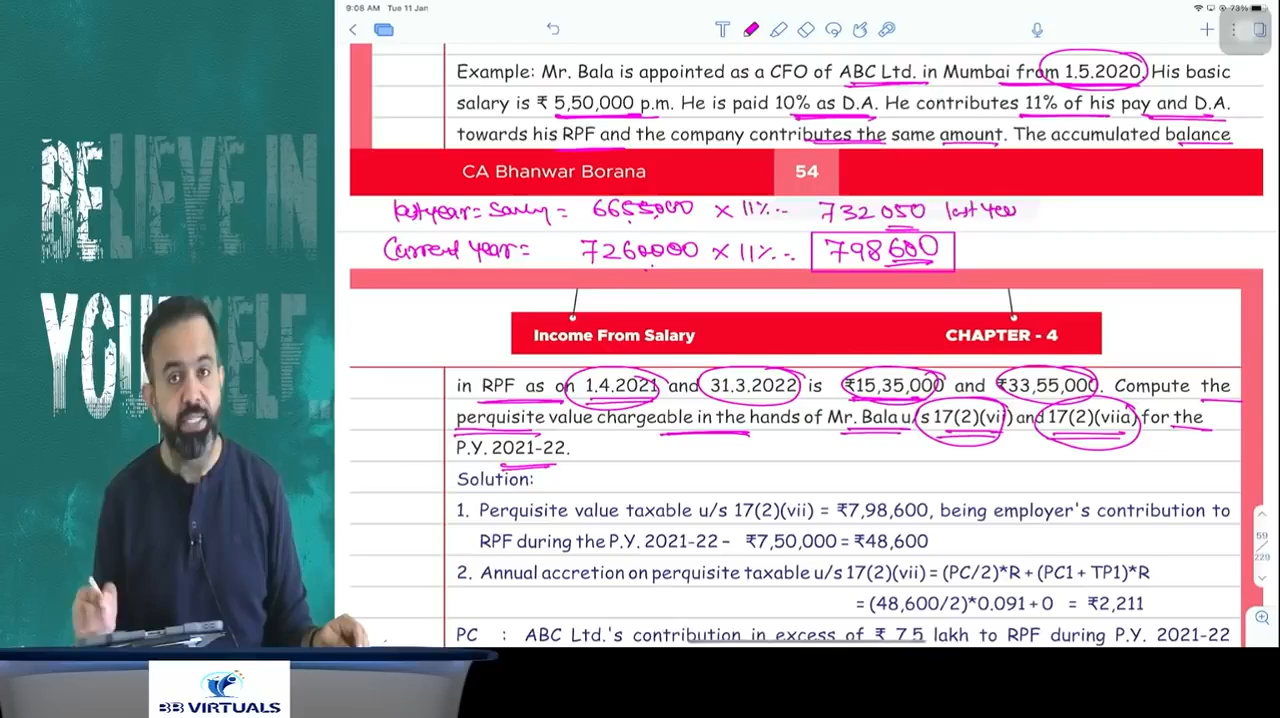 9:08 AM Tue 11 Jan
73%
Example: Mr. Bala is appointed as a CFO of ABC Ltd. in Mumbai from 1.5.2020. His basic
salary is ₹ 5,50,000 p.m. He is paid 10% as D.A. He contributes 11% of his pay and D.A.
towards his RPF and the company contributes the same amount. The accumulated balance
CA Bhanwar Borana 54
last year = Salary = 6655000 × 11% = 732050 last year
Current year = 7260000 × 11% = 798600
Income From Salary CHAPTER - 4
in RPF as on 1.4.2021 and 31.3.2022 is ₹15,35,000 and ₹33,55,000. Compute the
perquisite value chargeable in the hands of Mr. Bala u/s 17(2)(vii) and 17(2)(viia) for the
P.Y. 2021-22.
Solution:
1. Perquisite value taxable u/s 17(2)(vii) = ₹7,98,600, being employer's contribution to
RPF during the P.Y. 2021-22 - ₹7,50,000 = ₹48,600
2. Annual accretion on perquisite taxable u/s 17(2)(vii) = (PC/2)*R + (PC1 + TP1)*R
= (48,600/2)*0.091 + 0 = ₹2,211
PC : ABC Ltd.'s contribution in excess of ₹ 7.5 lakh to RPF during P.Y. 2021-22
59
220
BELIEVE IN
YOURSELF
BB VIRTUALS